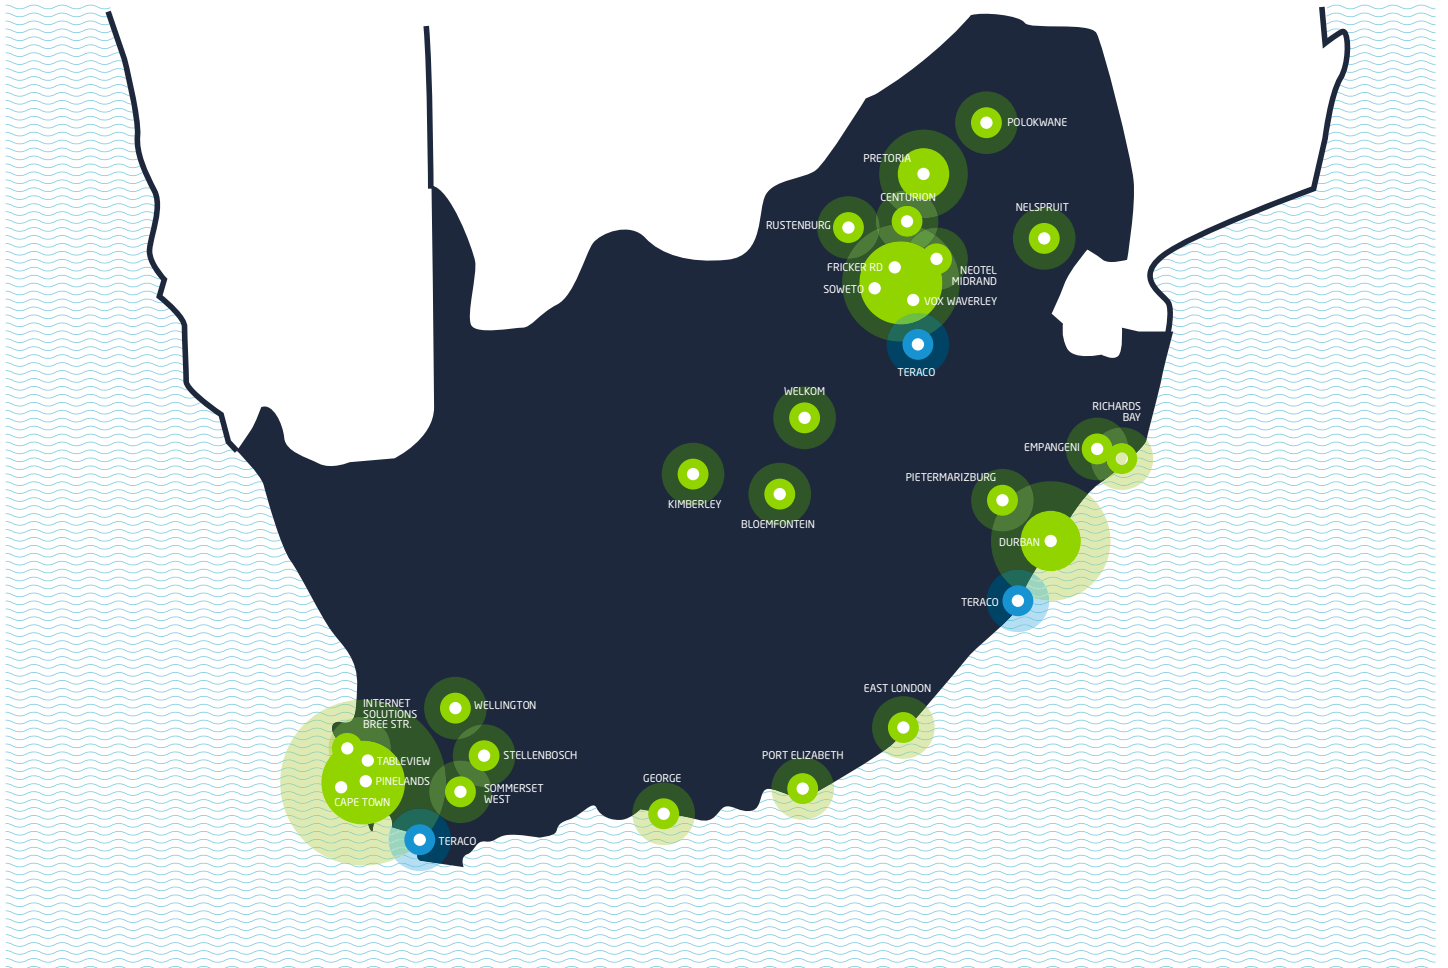 POLOKWANE
PRETORIA
CENTURION
NELSPRUIT
RUSTENBURG
FRICKER RD
NEOTEL
MIDRAND
SOWETO
VOX WAVERLEY
TERACO
WELKOM
RICHARDS
BAY
EMPANGENI
PIETERMARIZBURG
KIMBERLEY
BLOEMFONTEIN
DURBAN
TERACO
EAST LONDON
INTERNET
SOLUTIONS
BREE STR.
WELLINGTON
STELLENBOSCH
PORT ELIZABETH
TABLEVIEW
GEORGE
PINELANDS
SOMMERSET
WEST
CAPE TOWN
TERACO